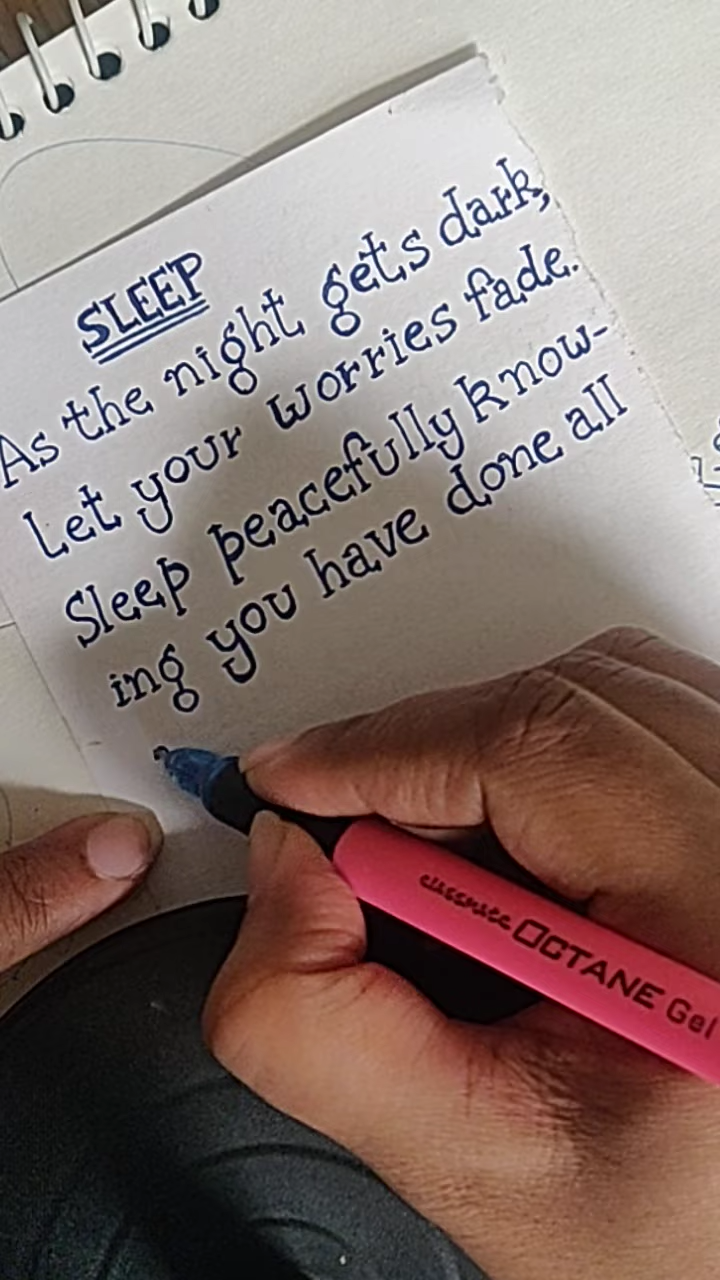 SLEEP
As the night gets dark,
Let your worries fade.
Sleep peacefully know-
ing you have done all
classmate OCTANE Gel